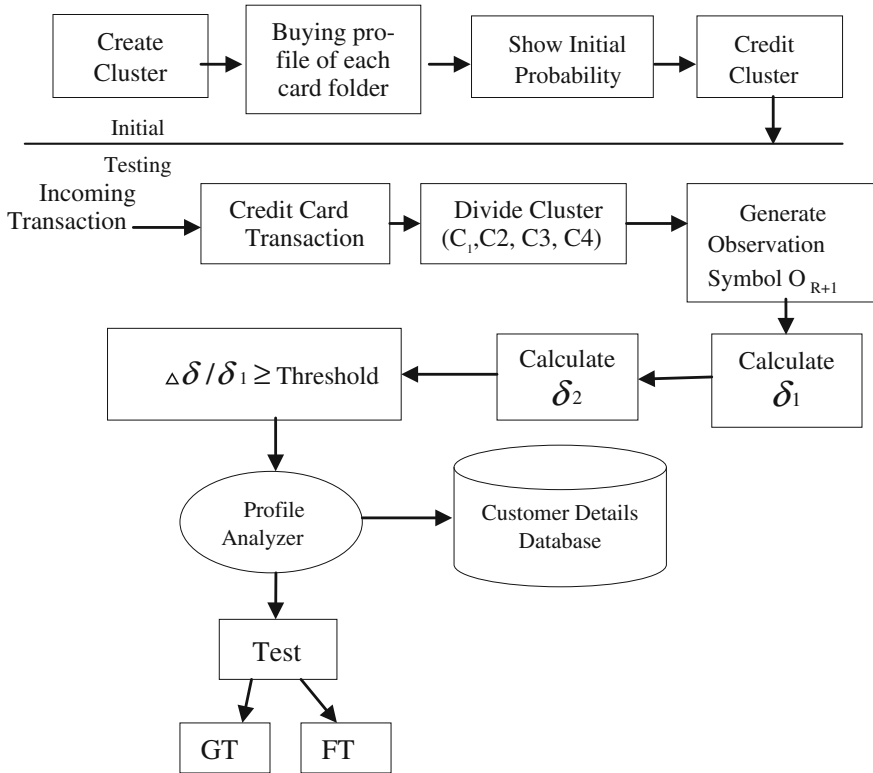 Create
Cluster
Buying pro-
file of each
card folder
Show Initial
Probability
Credit
Cluster
Initial
Testing
Incoming
Transaction
Credit Card
Transaction
Divide Cluster
(C₁,C2, C3, C4)
Generate
Observation
Symbol O R+1
Calculate
δ1
Calculate
δ2
△δ/δ1 ≥ Threshold
Profile
Analyzer
Customer Details
Database
Test
GT
FT